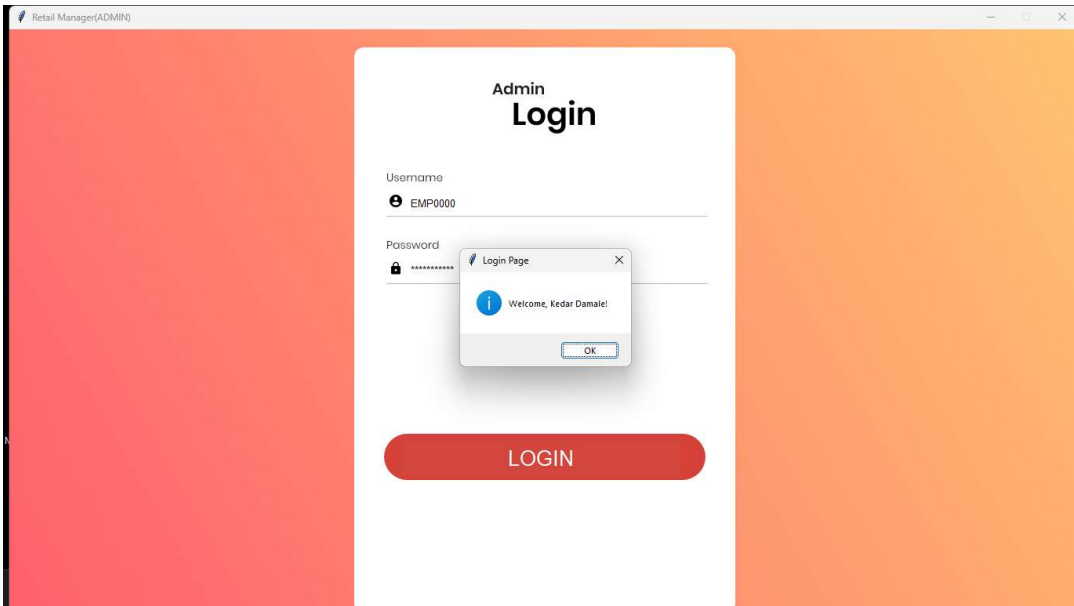 Retail Manager(ADMIN)
Admin
Login
Username
EMP0000
Password
***********
Login Page
Welcome, Kedar Damale!
OK
LOGIN